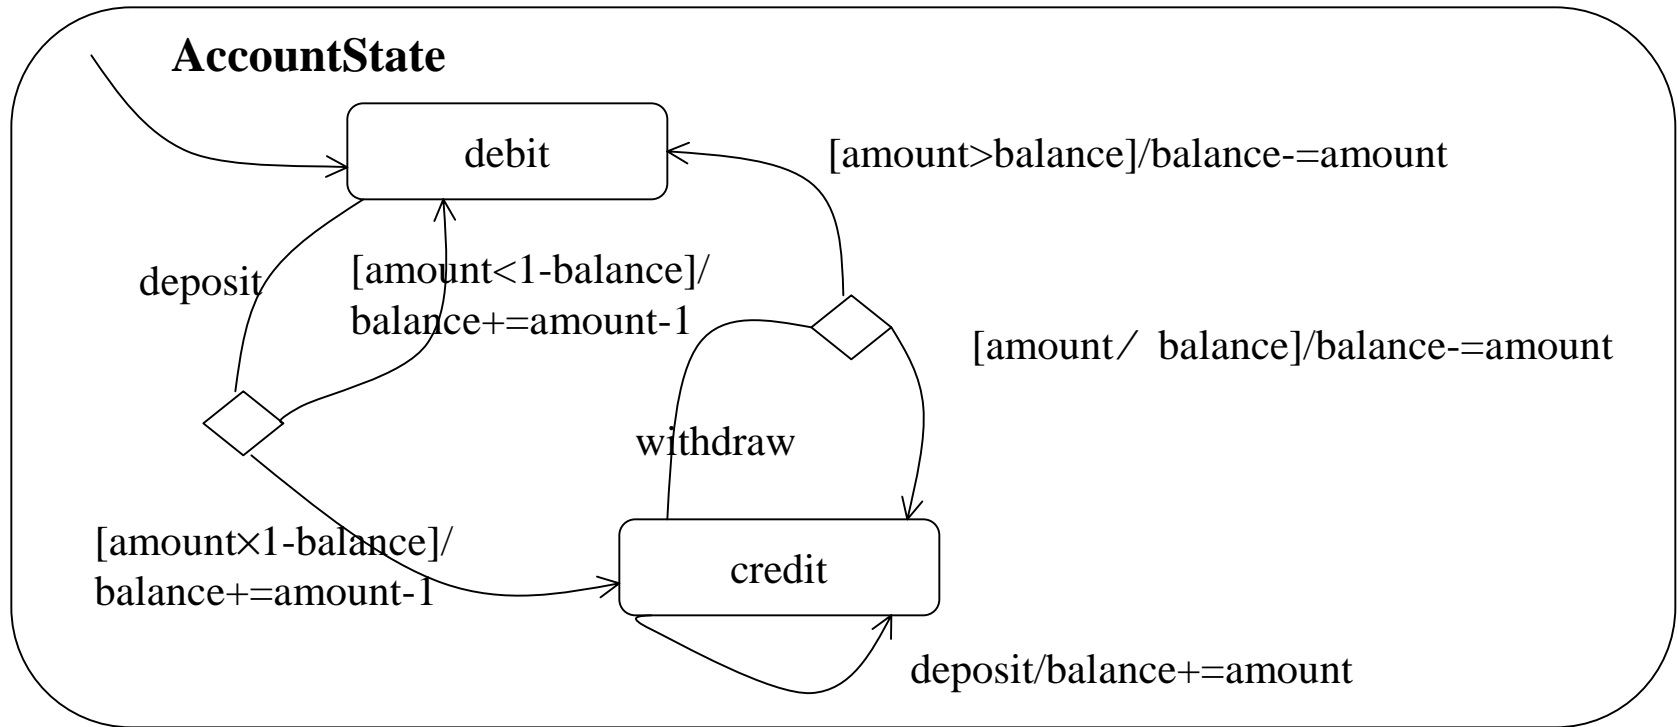 AccountState
debit
[amount>balance]/balance-=amount
deposit
[amount<1-balance]/
balance+=amount-1
[amount/ balance]/balance-=amount
withdraw
[amount×1-balance]/
balance+=amount-1
credit
deposit/balance+=amount